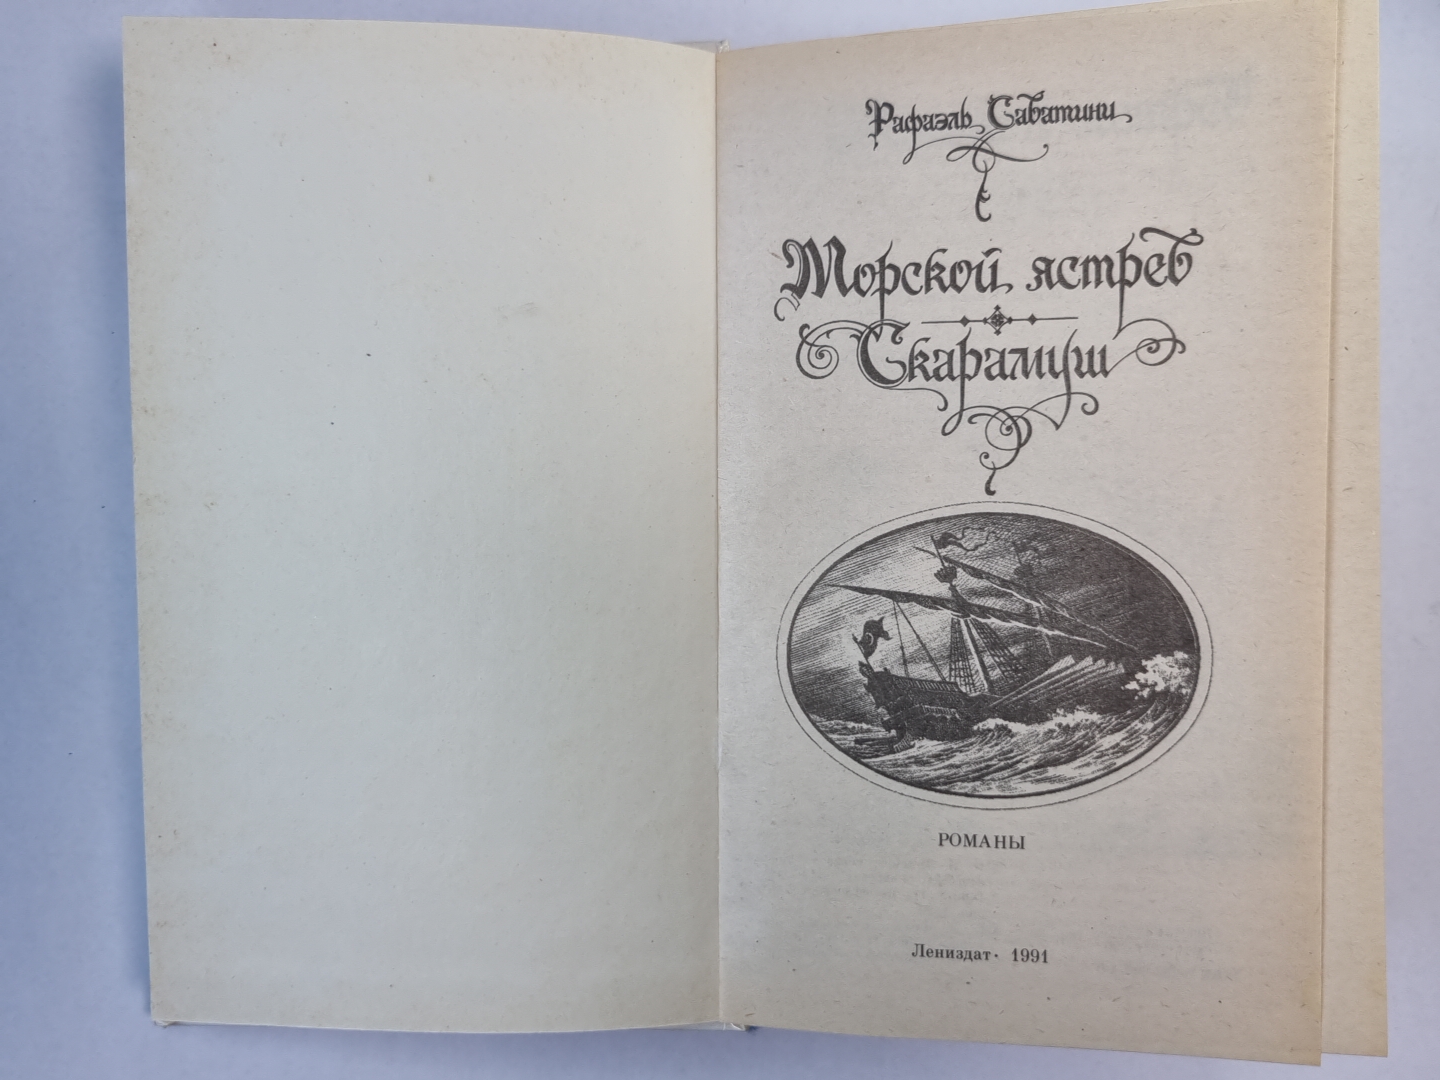 Рафаэль Сабатини
Морской ястреб
Скарамуш
РОМАНЫ
Лениздат · 1991